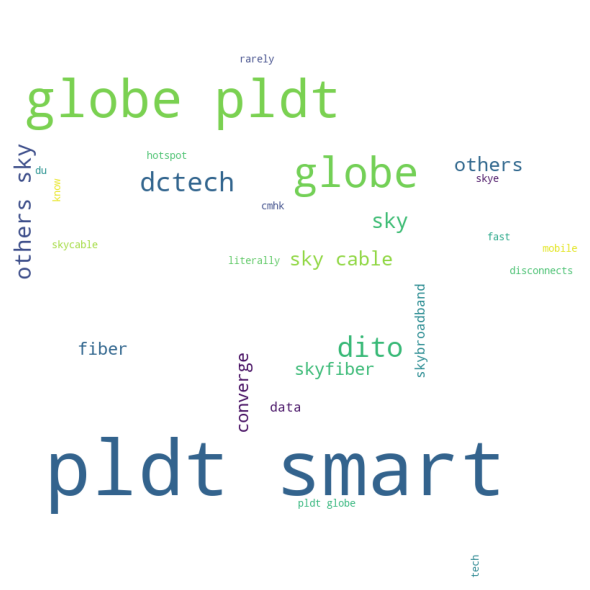 rarely
globe pldt
hotspot
others sky
du
know
dctech
globe
others
skye
cmhk
sky
skycable
literally
sky cable
fast
mobile
disconnects
skybroadband
fiber
dito
skyfiber
converge
data
pldt smart
pldt globe
tech